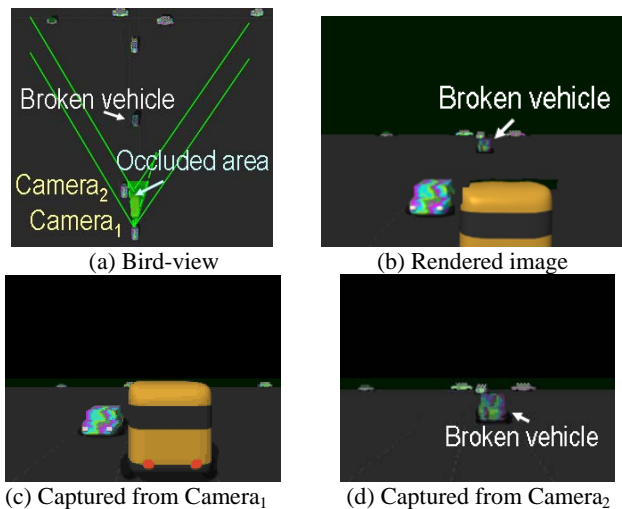 Broken vehicle
Occluded area
Camera₂
Camera₁
(a) Bird-view
Broken vehicle
(b) Rendered image
(c) Captured from Camera₁
Broken vehicle
(d) Captured from Camera₂